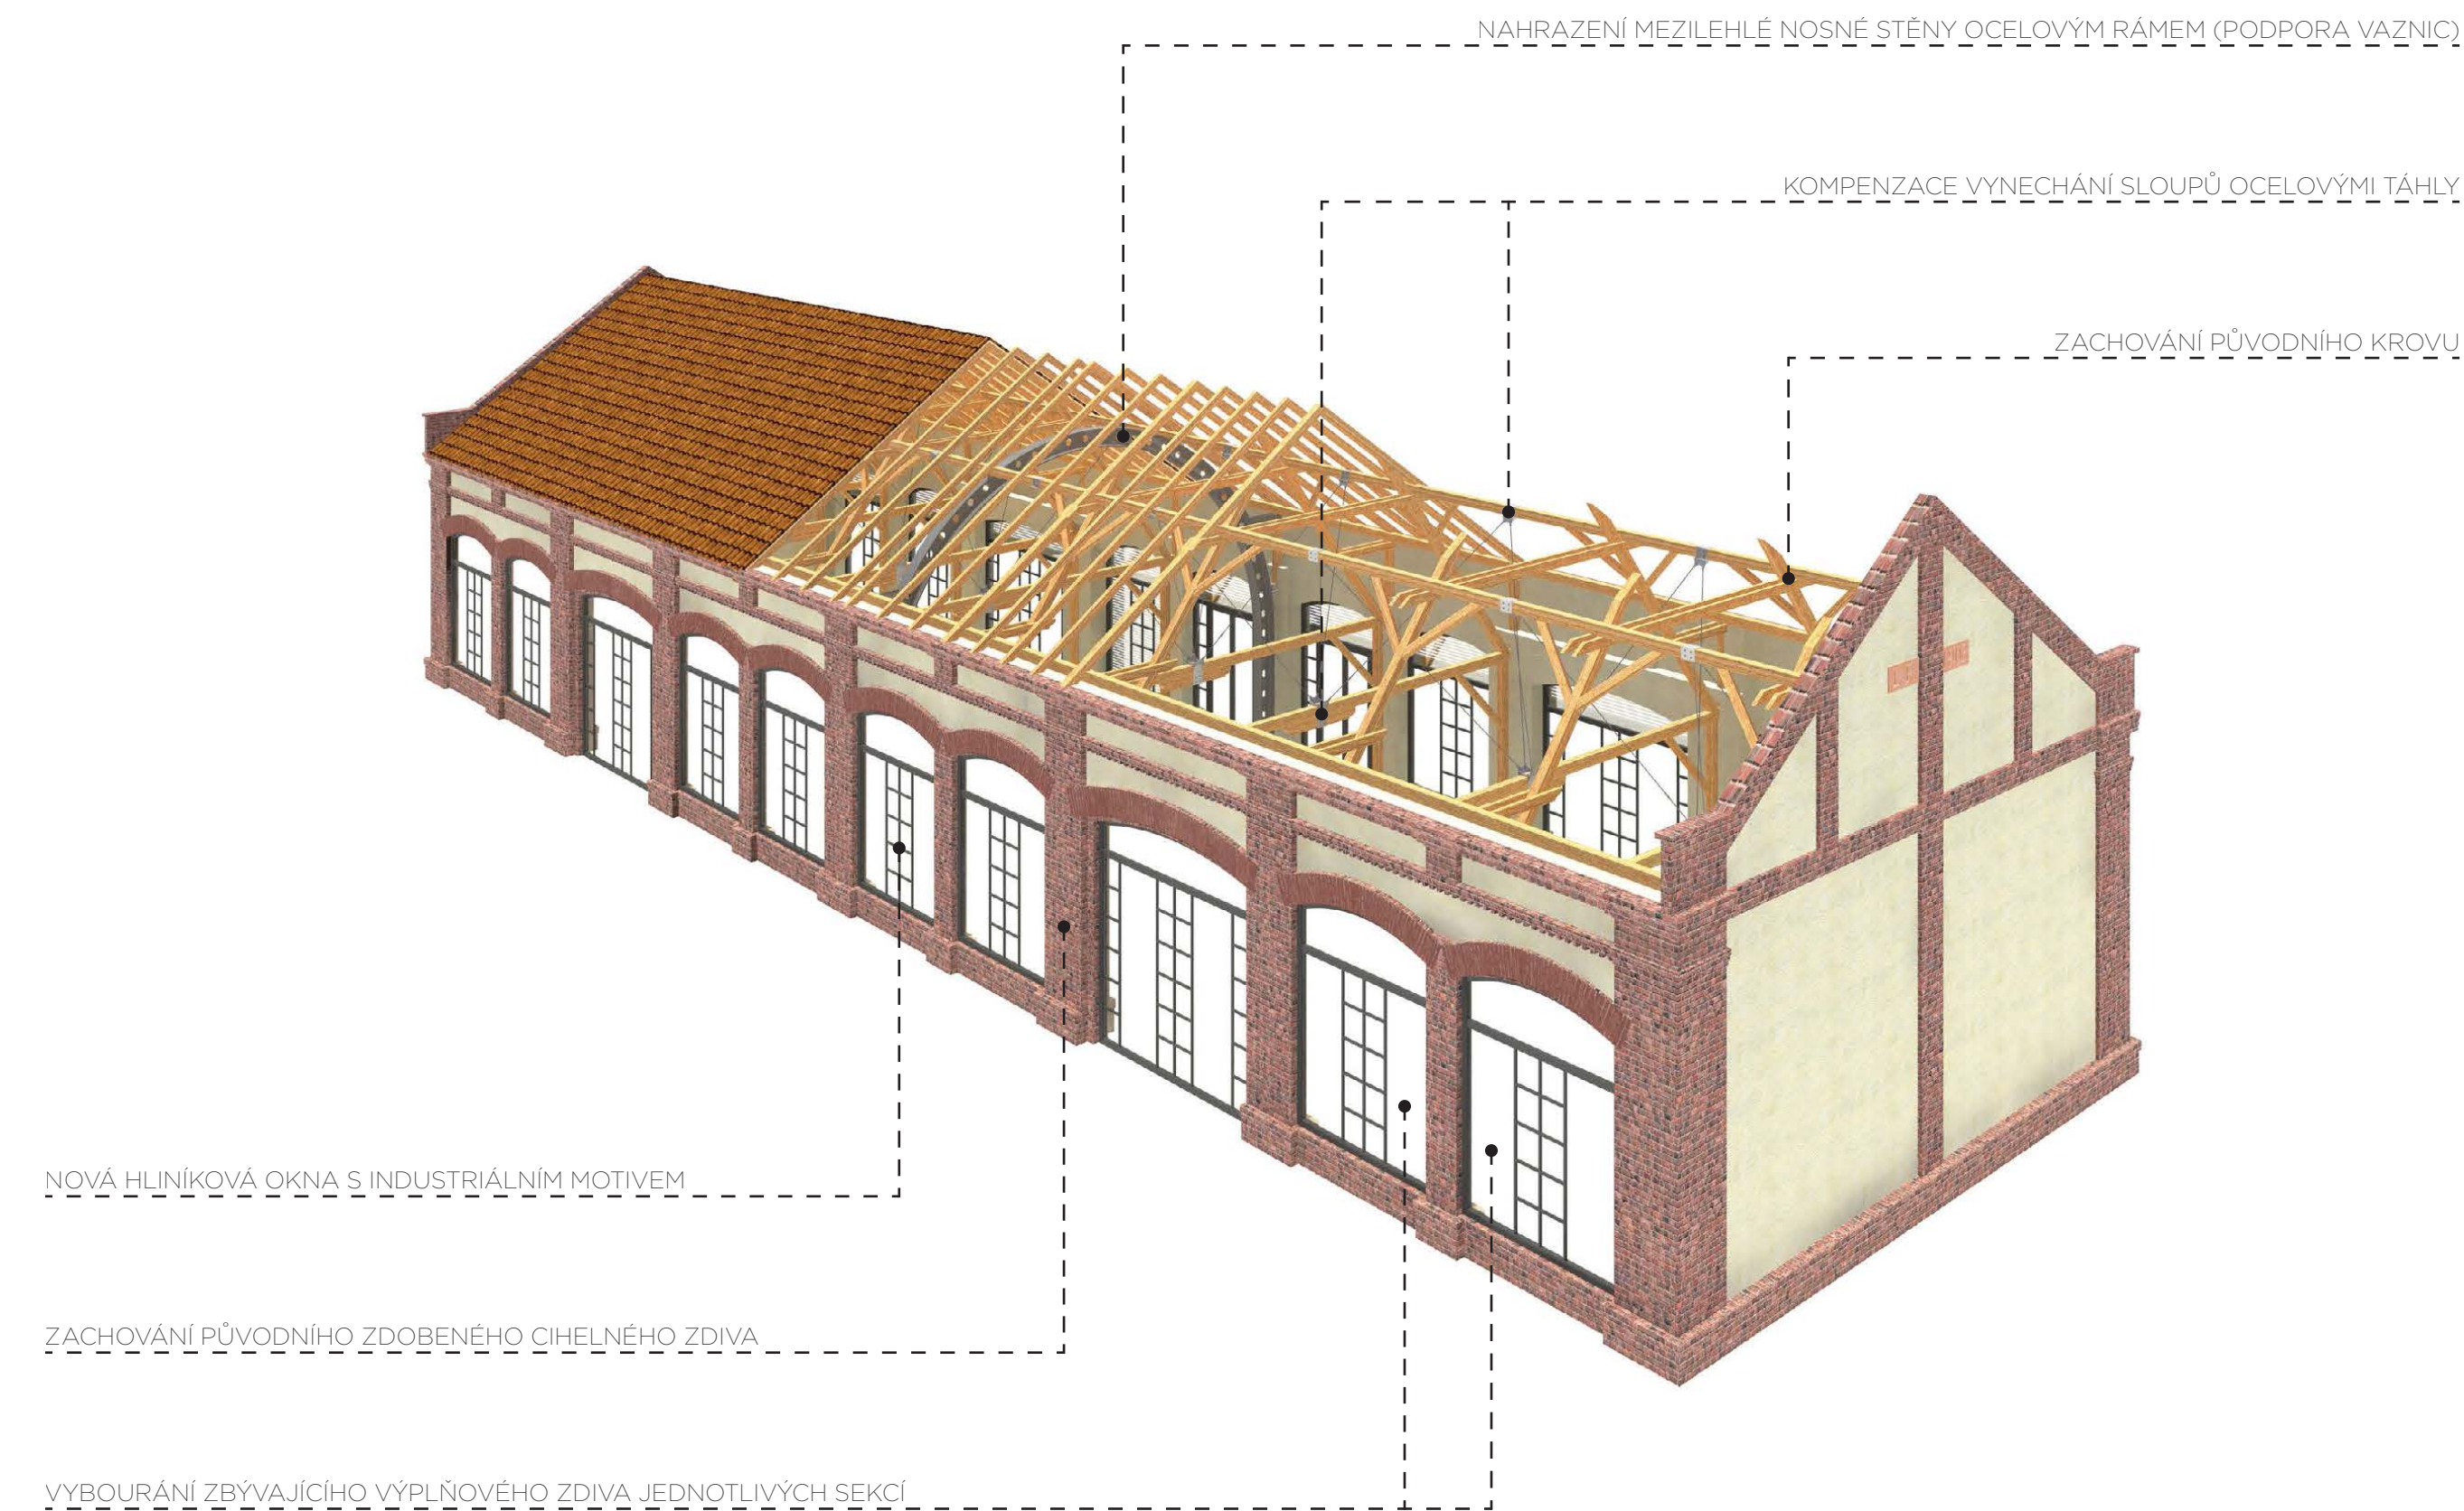 NAHRAZENÍ MEZILEHLÉ NOSNÉ STĚNY OCELOVÝM RÁMEM (PODPORA VAZNIC)
KOMPENZACE VYNECHÁNÍ SLOUPŮ OCELOVÝMI TÁHLY
ZACHOVÁNÍ PŮVODNÍHO KROVU
NOVÁ HLINÍKOVÁ OKNA S INDUSTRIÁLNÍM MOTIVEM
ZACHOVÁNÍ PŮVODNÍHO ZDOBENÉHO CIHELNÉHO ZDIVA
VYBOURÁNÍ ZBÝVAJÍCÍHO VÝPLŇOVÉHO ZDIVA JEDNOTLIVÝCH SEKCÍ